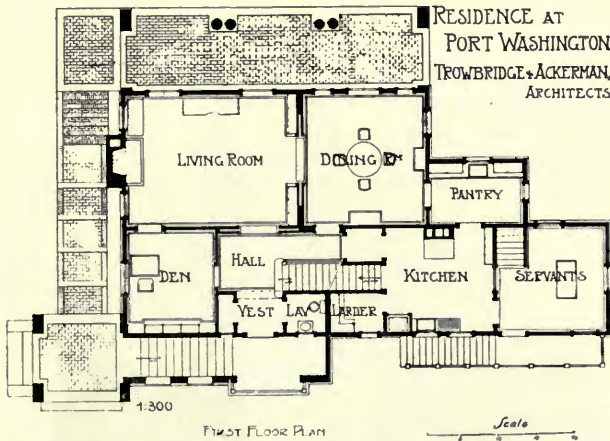 RESIDENCE AT
PORT WASHINGTON
TROWBRIDGE & ACKERMAN,
ARCHITECTS
LIVING ROOM
DINING RM
PANTRY
HALL
DEN
KITCHEN
SERVANTS
VEST
LAV
LARDER
1:300
FIRST FLOOR PLAN
Scale